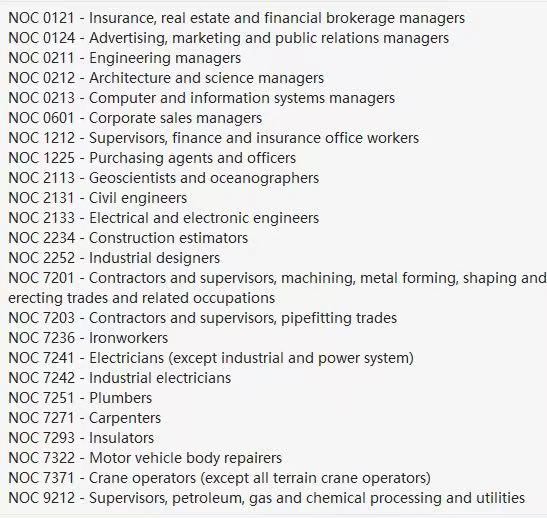 NOC 0121 - Insurance, real estate and financial brokerage managers
NOC 0124 - Advertising, marketing and public relations managers
NOC 0211 - Engineering managers
NOC 0212 - Architecture and science managers
NOC 0213 - Computer and information systems managers
NOC 0601 - Corporate sales managers
NOC 1212 - Supervisors, finance and insurance office workers
NOC 1225 - Purchasing agents and officers
NOC 2113 - Geoscientists and oceanographers
NOC 2131 - Civil engineers
NOC 2133 - Electrical and electronic engineers
NOC 2234 - Construction estimators
NOC 2252 - Industrial designers
NOC 7201 - Contractors and supervisors, machining, metal forming, shaping and
erecting trades and related occupations
NOC 7203 - Contractors and supervisors, pipefitting trades
NOC 7236 - Ironworkers
NOC 7241 - Electricians (except industrial and power system)
NOC 7242 - Industrial electricians
NOC 7251 - Plumbers
NOC 7271 - Carpenters
NOC 7293 - Insulators
NOC 7322 - Motor vehicle body repairers
NOC 7371 - Crane operators (except all terrain crane operators)
NOC 9212 - Supervisors, petroleum, gas and chemical processing and utilities